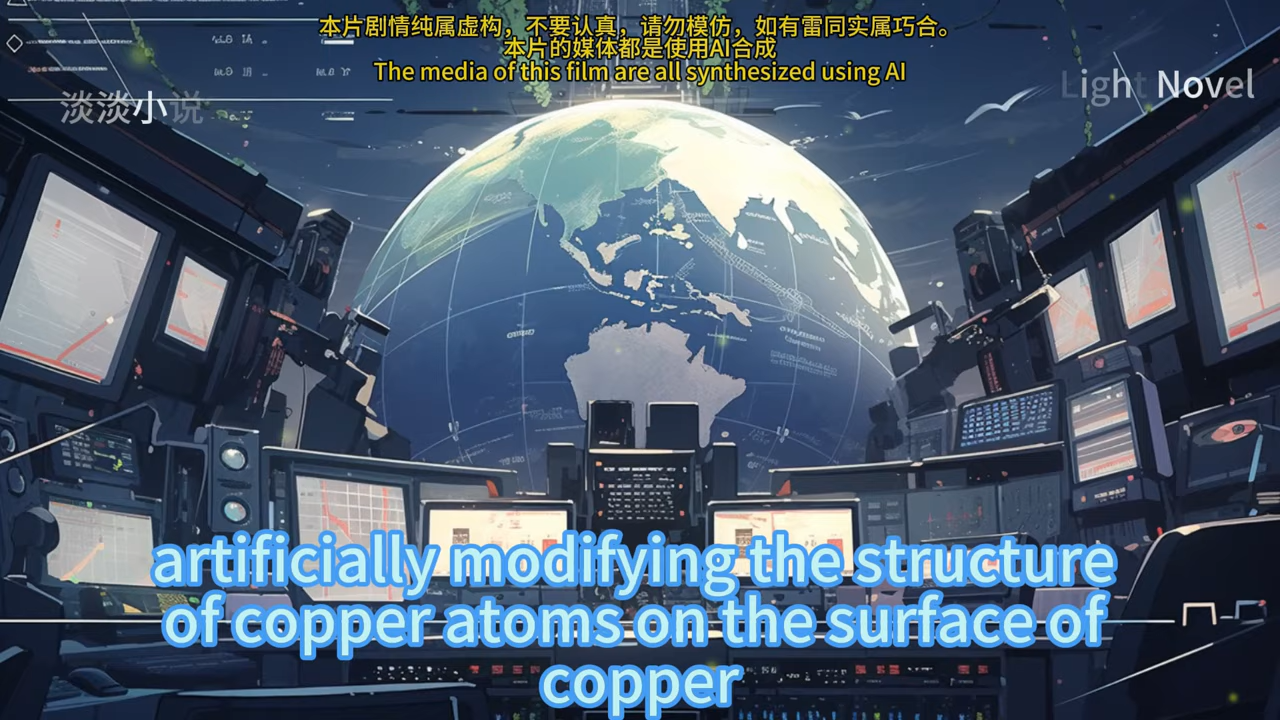 本片剧情纯属虚构，不要认真，请勿模仿，如有雷同实属巧合。
本片的媒体都是使用AI合成
The media of this film are all synthesized using AI
淡淡小说
Light Novel
artificially modifying the structure
of copper atoms on the surface of
copper